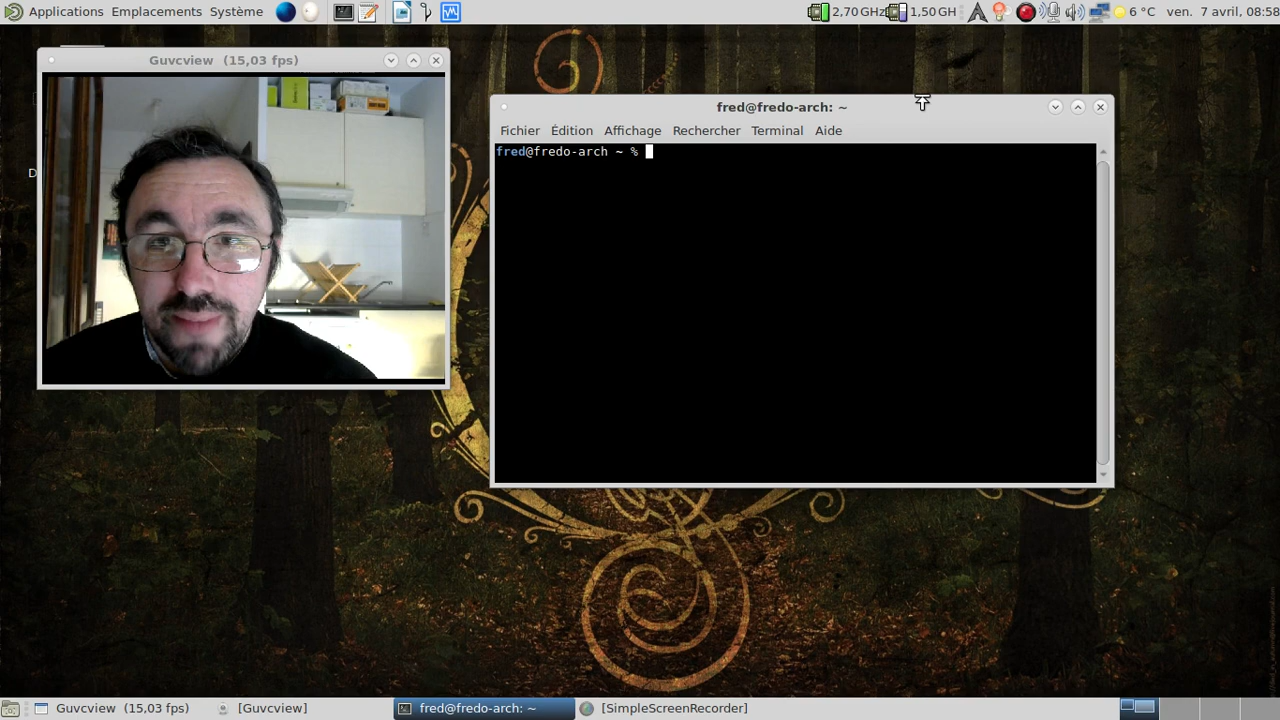 Applications Emplacements Système 2,70 GHz 1,50 GH 6 °C ven. 7 avril, 08:58
Guvcview (15,03 fps)
fred@fredo-arch: ~
Fichier Édition Affichage Rechercher Terminal Aide
fred@fredo-arch ~ %
D
Guvcview (15,03 fps) [Guvcview] fred@fredo-arch: ~ [SimpleScreenRecorder]